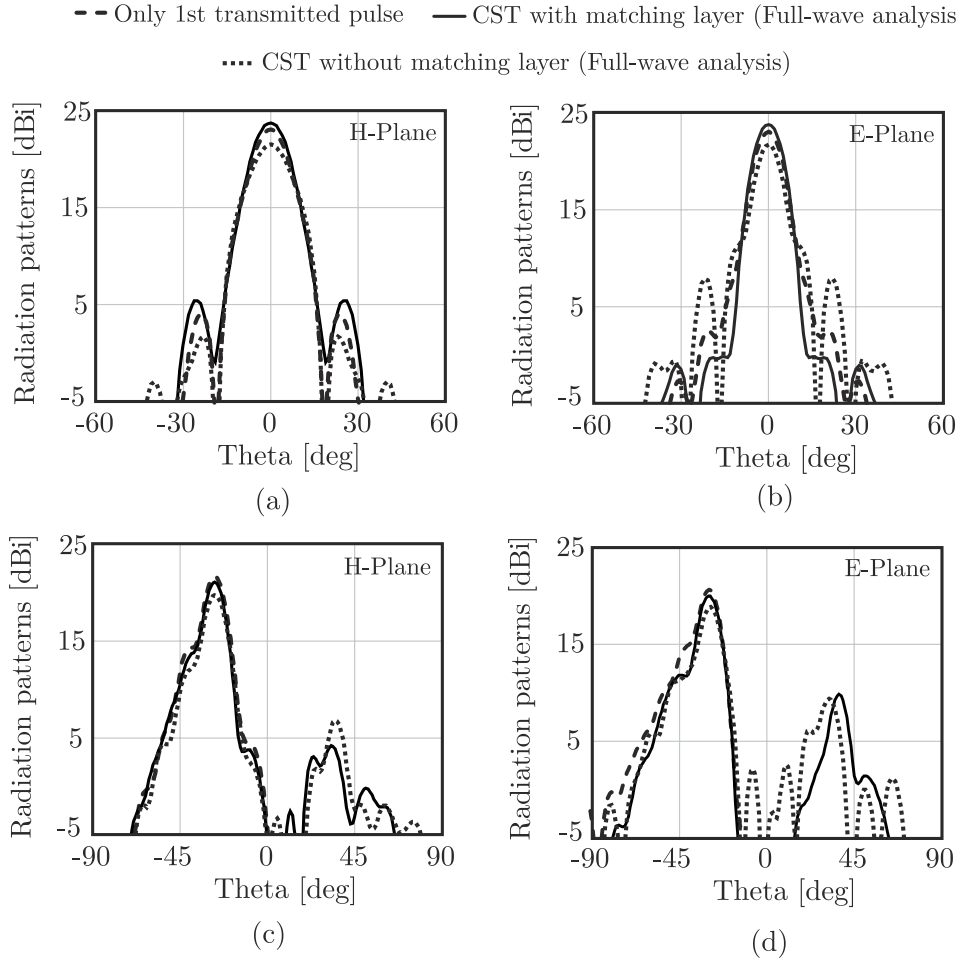 Only 1st transmitted pulse
CST with matching layer (Full-wave analysis
CST without matching layer (Full-wave analysis)
25
15
5
-5
-60
-30
0
30
60
Radiation patterns [dBi]
Theta [deg]
H-Plane
(a)
25
15
5
-5
-60
-30
0
30
60
Radiation patterns [dBi]
Theta [deg]
E-Plane
(b)
25
15
5
-5
-90
-45
0
45
90
Radiation patterns [dBi]
Theta [deg]
H-Plane
(c)
25
15
5
-5
-90
-45
0
45
90
Radiation patterns [dBi]
Theta [deg]
E-Plane
(d)